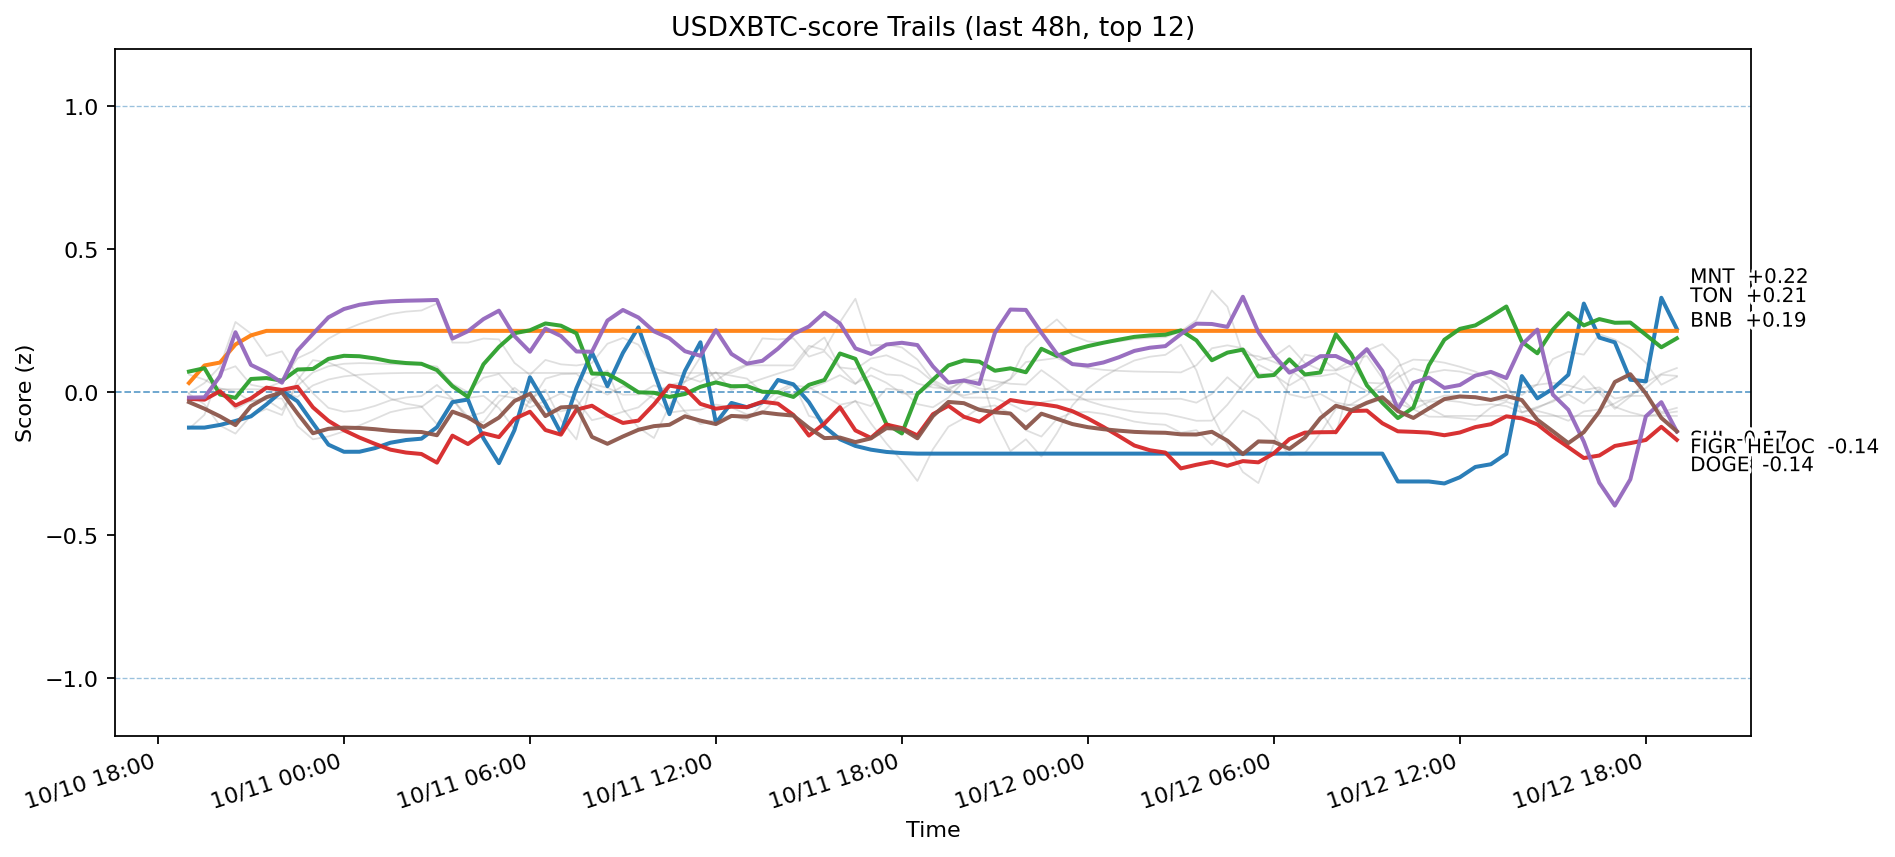 USDXBTC-score Trails (last 48h, top 12)
Score (z)
1.0
0.5
0.0
−0.5
−1.0
MNT +0.22
TON +0.21
BNB +0.19
-0.17
FIGR_HELOC -0.14
DOGE -0.14
10/10 18:00
10/11 00:00
10/11 06:00
10/11 12:00
10/11 18:00
10/12 00:00
10/12 06:00
10/12 12:00
10/12 18:00
Time